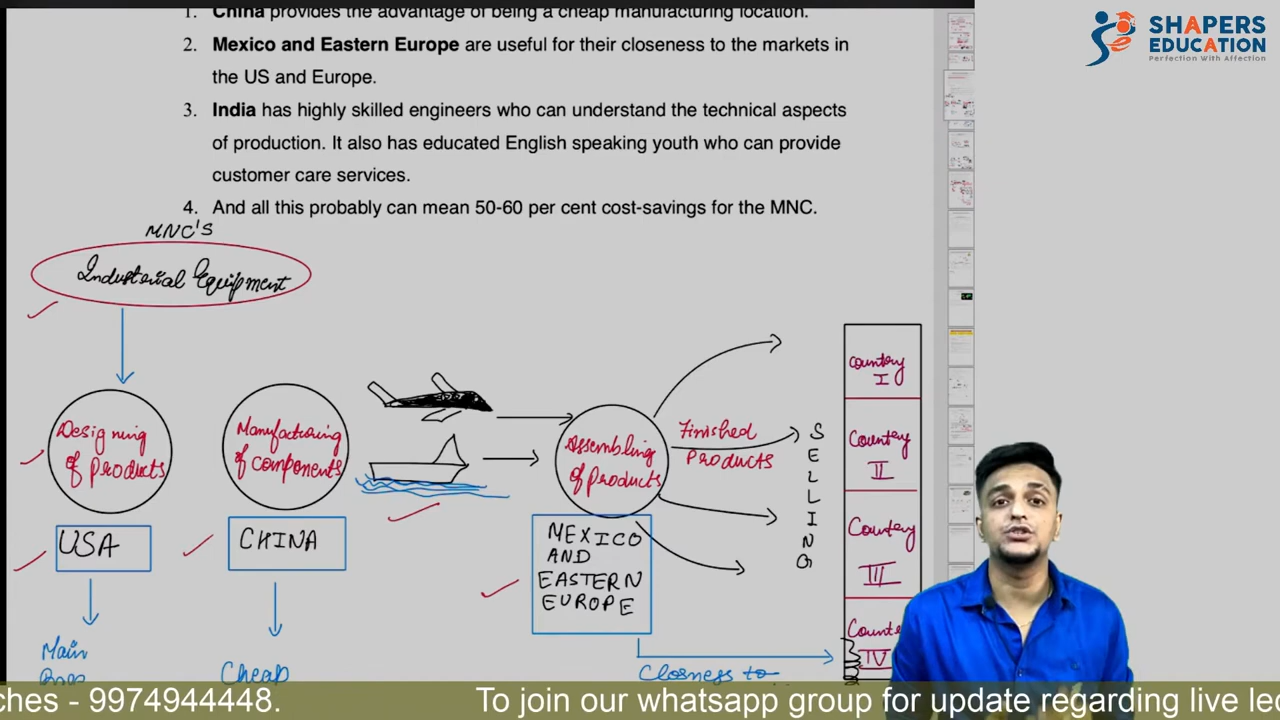 1. China provides the advantage of being a cheap manufacturing location.
2. Mexico and Eastern Europe are useful for their closeness to the markets in
the US and Europe.
3. India has highly skilled engineers who can understand the technical aspects
of production. It also has educated English speaking youth who can provide
customer care services.
4. And all this probably can mean 50-60 per cent cost-savings for the MNC.
SHAPERS
EDUCATION
Perfection With Affection
MNC'S
Industerial Equipment
Designing
of products
USA
Main
Manufactring
of components
CHINA
Cheap
Assembling
of products
MEXICO
AND
EASTERN
EUROPE
Closness to
Finished
Products
SELLING
Country
I
Country
II
Country
III
Count
IV
ches - 9974944448.
To join our whatsapp group for update regarding live lec